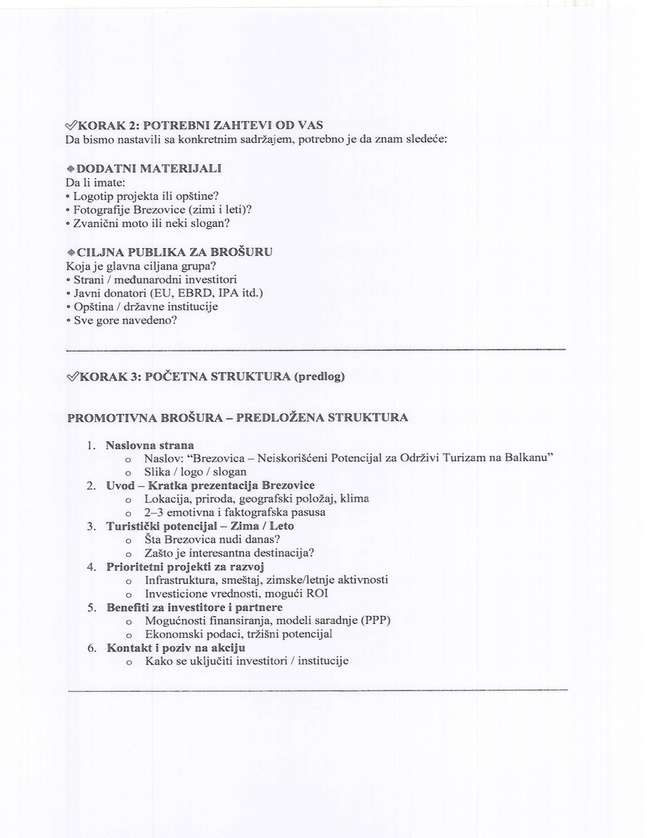 ✓KORAK 2: POTREBNI ZAHTEVI OD VAS
Da bismo nastavili sa konkretnim sadržajem, potrebno je da znam sledeće:
❖DODATNI MATERIJALI
Da li imate:
• Logotip projekta ili opštine?
• Fotografije Brezovice (zimi i leti)?
• Zvanični moto ili neki slogan?
❖CILJNA PUBLIKA ZA BROŠURU
Koja je glavna ciljana grupa?
• Strani / međunarodni investitori
• Javni donatori (EU, EBRD, IPA itd.)
• Opština / državne institucije
• Sve gore navedeno?
✓KORAK 3: POČETNA STRUKTURA (predlog)
PROMOTIVNA BROŠURA – PREDLOŽENA STRUKTURA
1. Naslovna strana
o Naslov: “Brezovica – Neiskorišćeni Potencijal za Održivi Turizam na Balkanu”
o Slika / logo / slogan
2. Uvod – Kratka prezentacija Brezovice
o Lokacija, priroda, geografski položaj, klima
o 2–3 emotivna i faktografska pasusa
3. Turistički potencijal – Zima / Leto
o Šta Brezovica nudi danas?
o Zašto je interesantna destinacija?
4. Prioritetni projekti za razvoj
o Infrastruktura, smeštaj, zimske/letnje aktivnosti
o Investicione vrednosti, mogući ROI
5. Benefiti za investitore i partnere
o Mogućnosti finansiranja, modeli saradnje (PPP)
o Ekonomski podaci, tržišni potencijal
6. Kontakt i poziv na akciju
o Kako se uključiti investitori / institucije